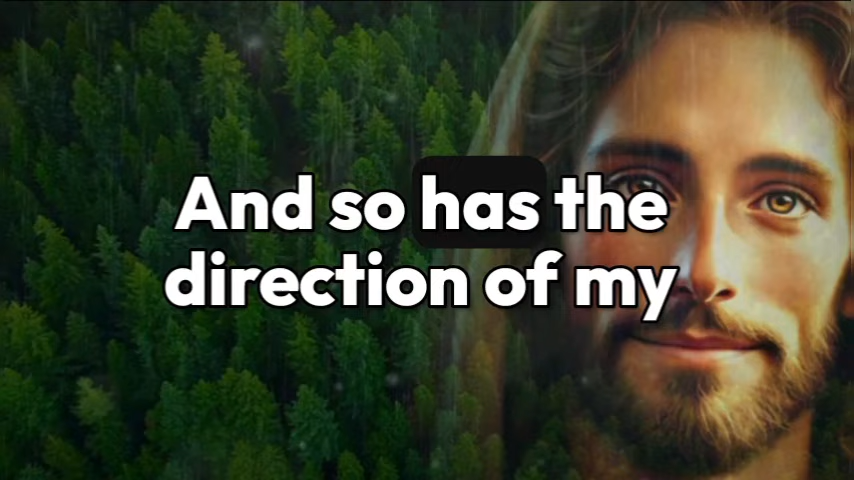 And so has the
direction of my